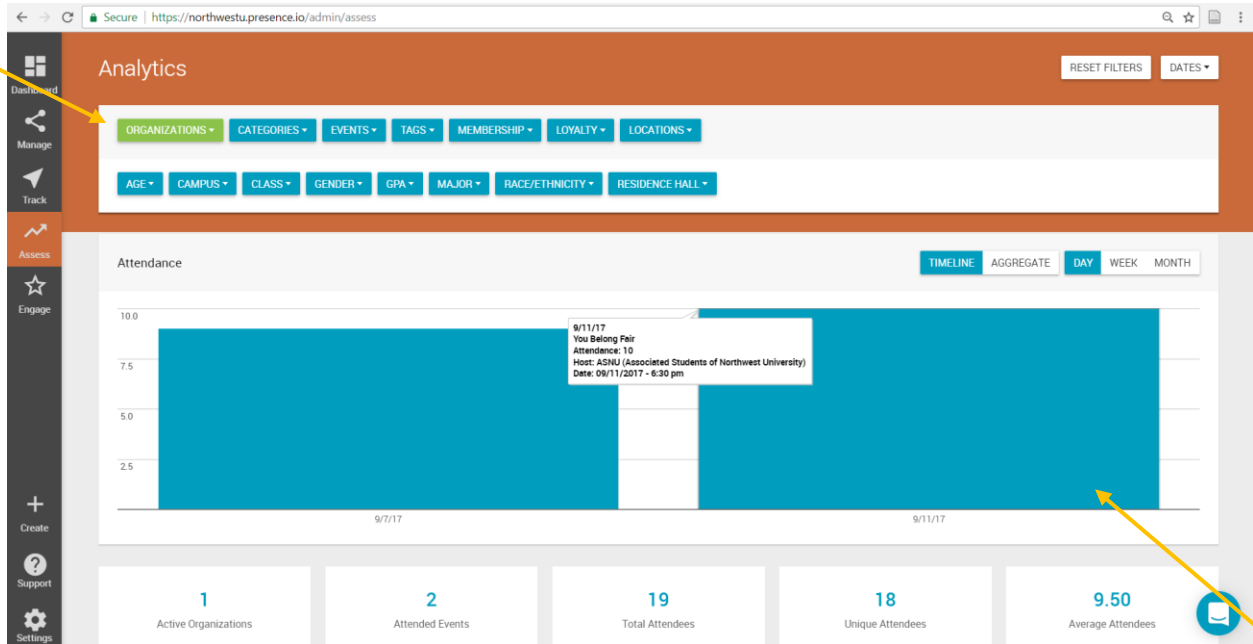 Secure | https://northwestu.presence.io/admin/assess
Dashboard
Manage
Track
Assess
Engage
Create
Support
Settings
Analytics
RESET FILTERS DATES
ORGANIZATIONS CATEGORIES EVENTS TAGS MEMBERSHIP LOYALTY LOCATIONS
AGE CAMPUS CLASS GENDER GPA MAJOR RACE/ETHNICITY RESIDENCE HALL
Attendance
TIMELINE AGGREGATE DAY WEEK MONTH
10.0
7.5
5.0
2.5
9/11/17
You Belong Fair
Attendance: 10
Host: ASNU (Associated Students of Northwest University)
Date: 09/11/2017 - 6:30 pm
9/7/17 9/11/17
1 2 19 18 9.50
Active Organizations Attended Events Total Attendees Unique Attendees Average Attendees